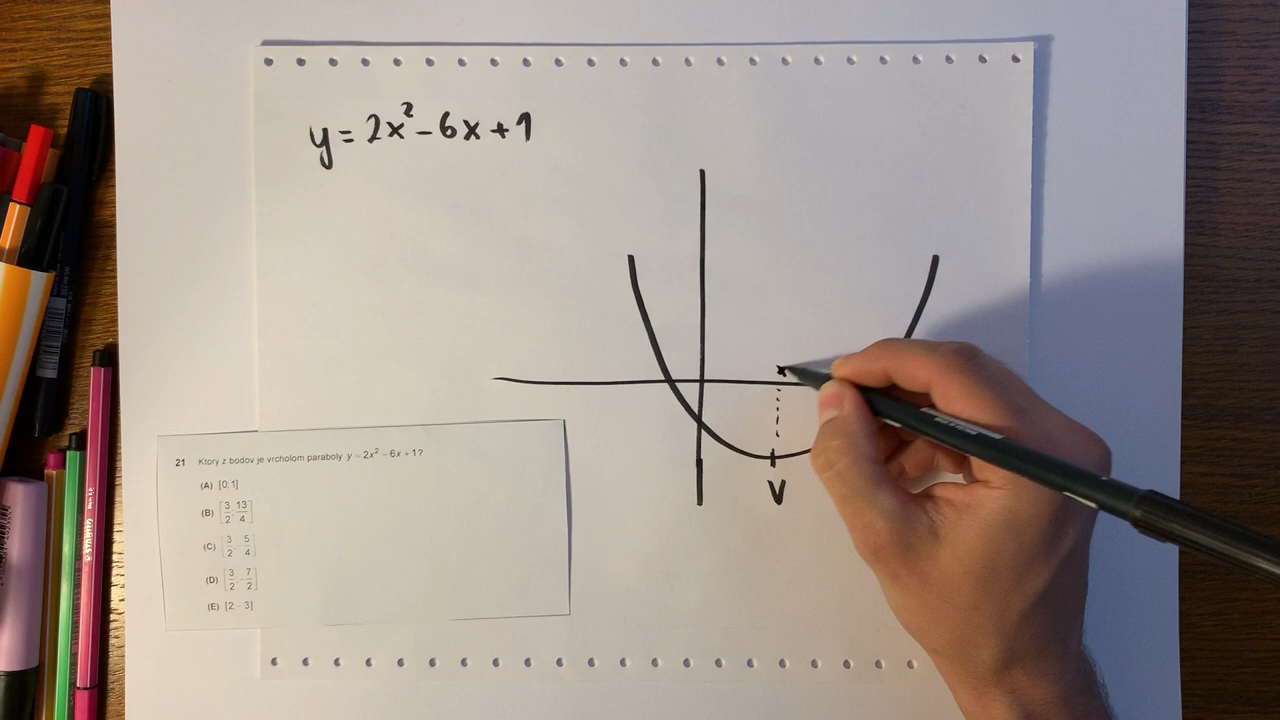 y = 2x² - 6x + 1
x
V
21 Ktorý z bodov je vrcholom paraboly y = 2x² - 6x + 1?
(A) [0; 1]
(B) [3/2; 13/4]
(C) [3/2; 5/4]
(D) [3/2; -7/2]
(E) [2; -3]
STABILO